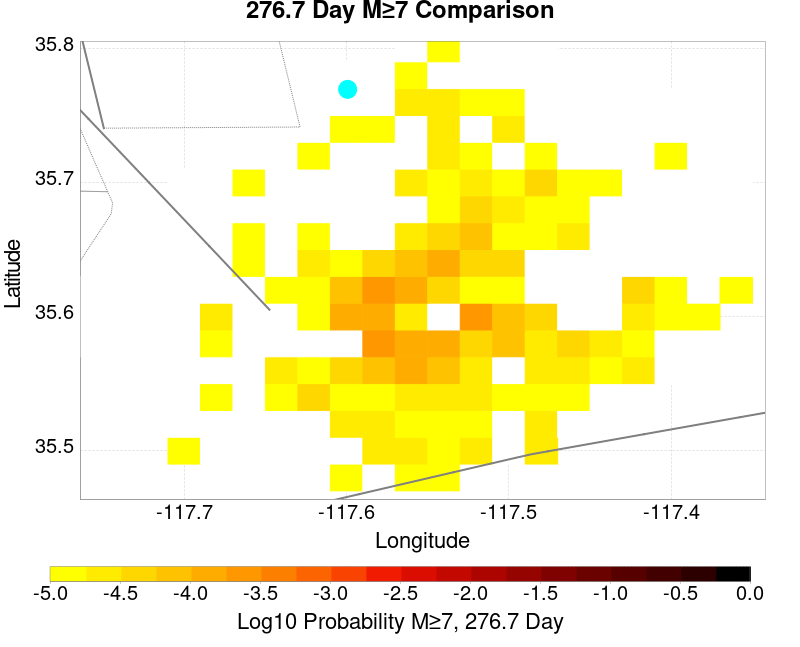 276.7 Day M≥7 Comparison
35.8
35.7
35.6
35.5
Latitude
-117.7 -117.6 -117.5 -117.4
Longitude
-5.0 -4.5 -4.0 -3.5 -3.0 -2.5 -2.0 -1.5 -1.0 -0.5 0.0
Log10 Probability M≥7, 276.7 Day